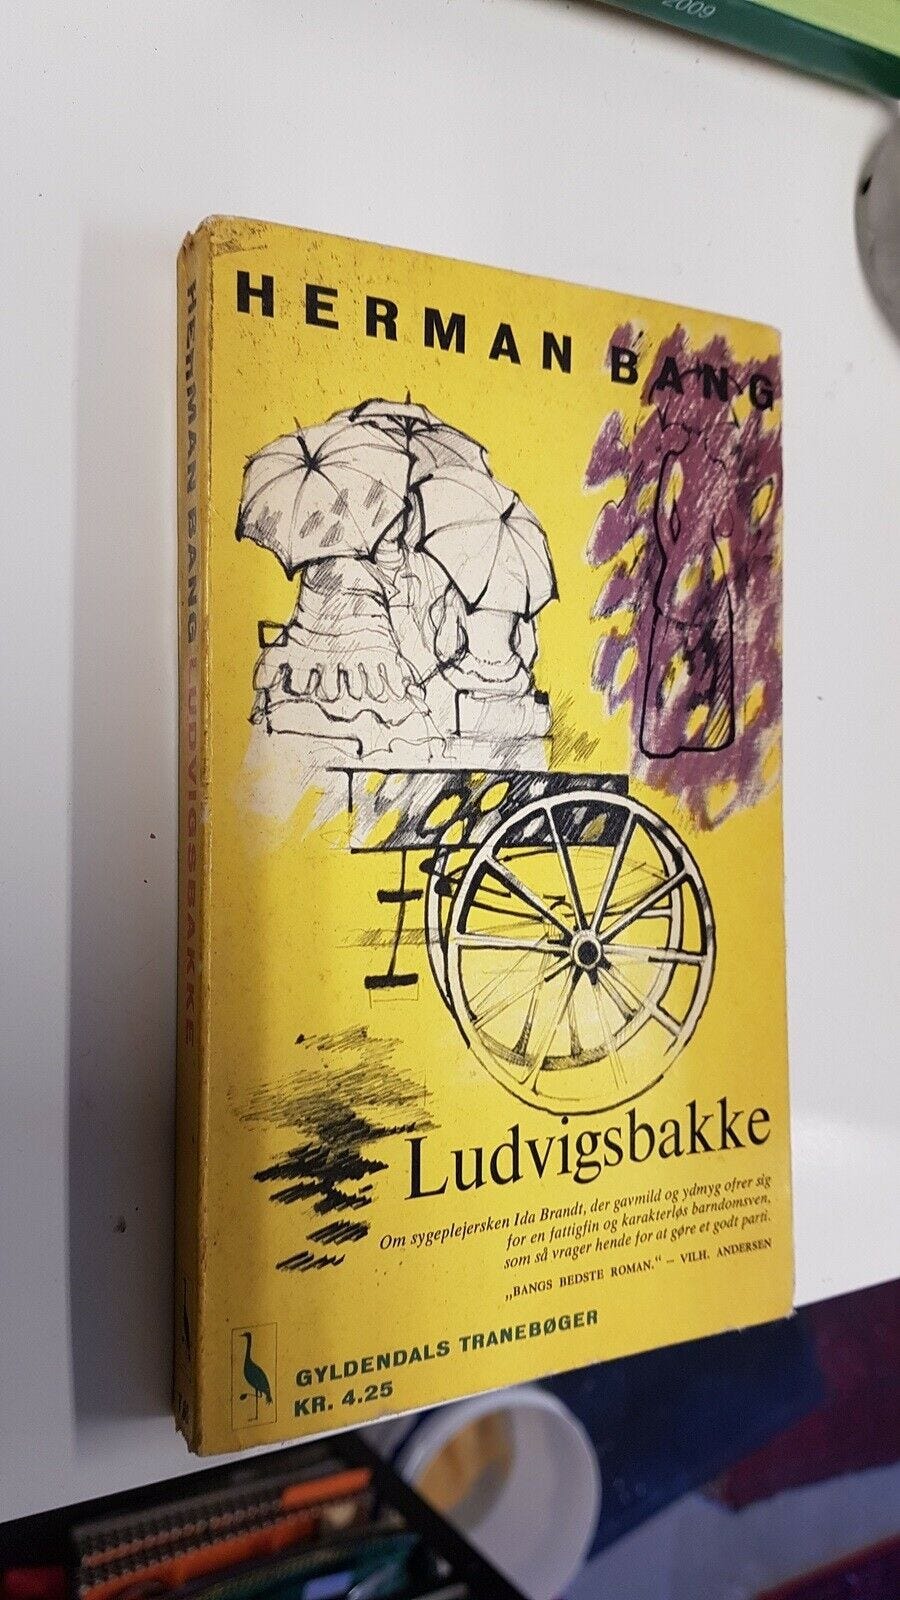 2009
HERMAN BANG
HERMAN BANG: LUDVIGSBAKKE
Ludvigsbakke
Om sygeplejersken Ida Brandt, der gavmild og ydmyg ofrer sig
for en fattigfin og karakterløs barndomsven,
som så vrager hende for at gøre et godt parti.
„BANGS BEDSTE ROMAN.“ – VILH. ANDERSEN
GYLDENDALS TRANEBØGER
KR. 4.25